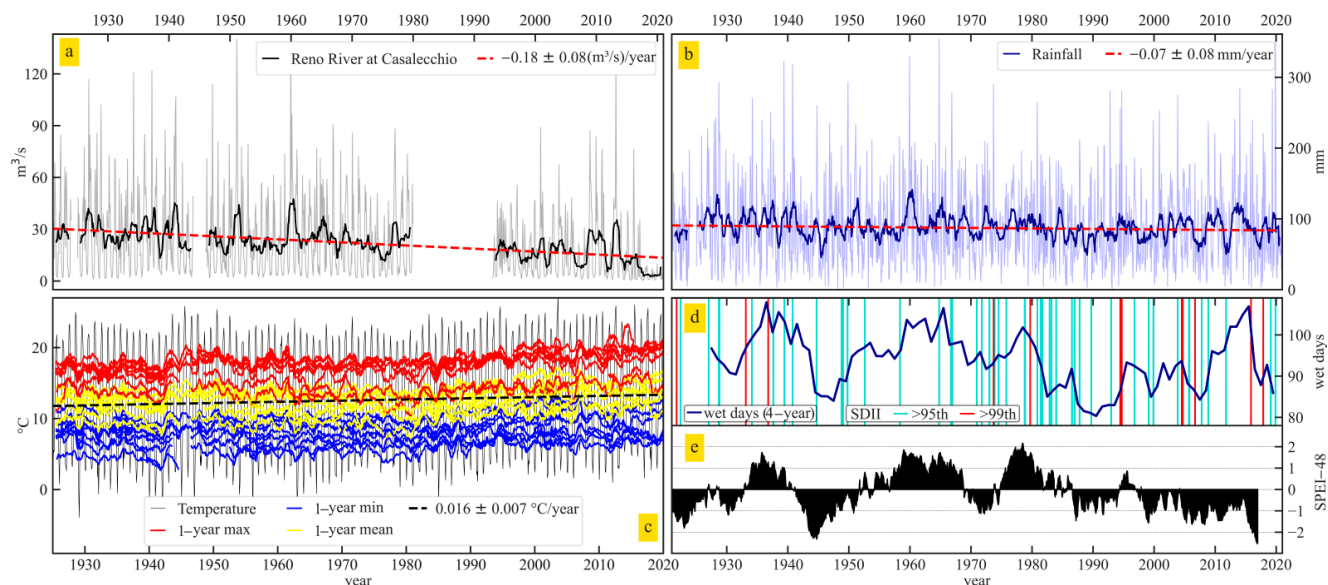 1930 1940 1950 1960 1970 1980 1990 2000 2010 2020
1930 1940 1950 1960 1970 1980 1990 2000 2010 2020
a
Reno River at Casalecchio
−0.18 ± 0.08(m³/s)/year
120
90
60
30
0
m³/s
b
Rainfall
−0.07 ± 0.08 mm/year
300
200
100
0
mm
20
10
0
°C
Temperature
1−year max
1−year min
1−year mean
0.016 ± 0.007 °C/year
c
1930 1940 1950 1960 1970 1980 1990 2000 2010 2020
year
d
wet days (4−year)
SDII
>95th
>99th
100
90
80
wet days
e
2
1
0
−1
−2
SPEI−48
1930 1940 1950 1960 1970 1980 1990 2000 2010 2020
year